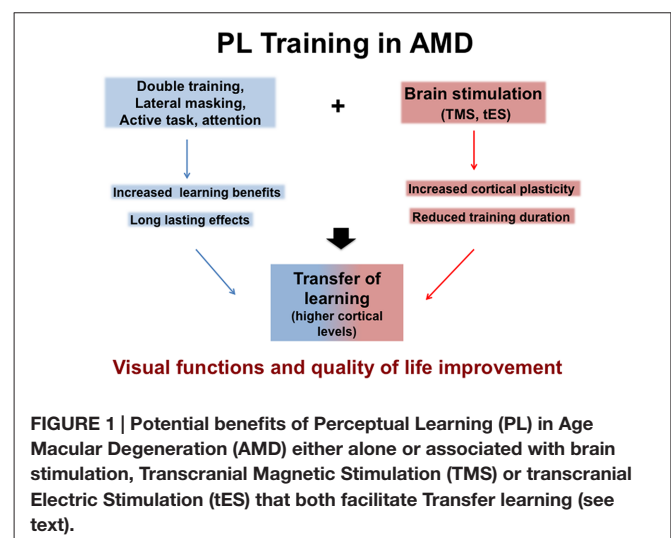 PL Training in AMD
Double training,
Lateral masking,
Active task, attention
+
Brain stimulation
(TMS, tES)
Increased learning benefits
Long lasting effects
Increased cortical plasticity
Reduced training duration
Transfer of
learning
(higher cortical
levels)
Visual functions and quality of life improvement
FIGURE 1 | Potential benefits of Perceptual Learning (PL) in Age
Macular Degeneration (AMD) either alone or associated with brain
stimulation, Transcranial Magnetic Stimulation (TMS) or transcranial
Electric Stimulation (tES) that both facilitate Transfer learning (see
text).